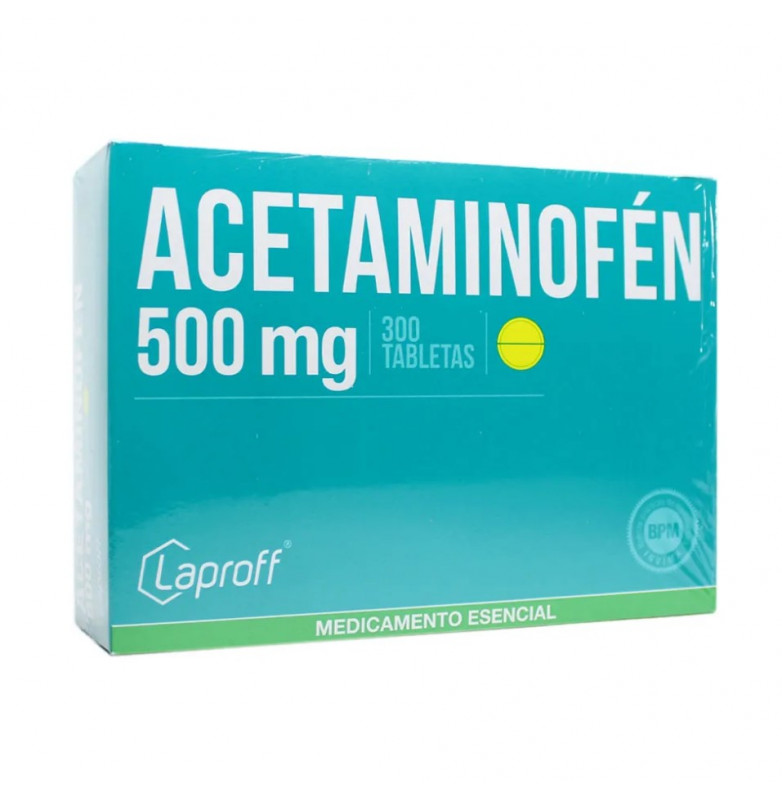 ACETAMINOFÉN
500 mg
300
TABLETAS
Laproff®
BPM
MEDICAMENTO ESENCIAL